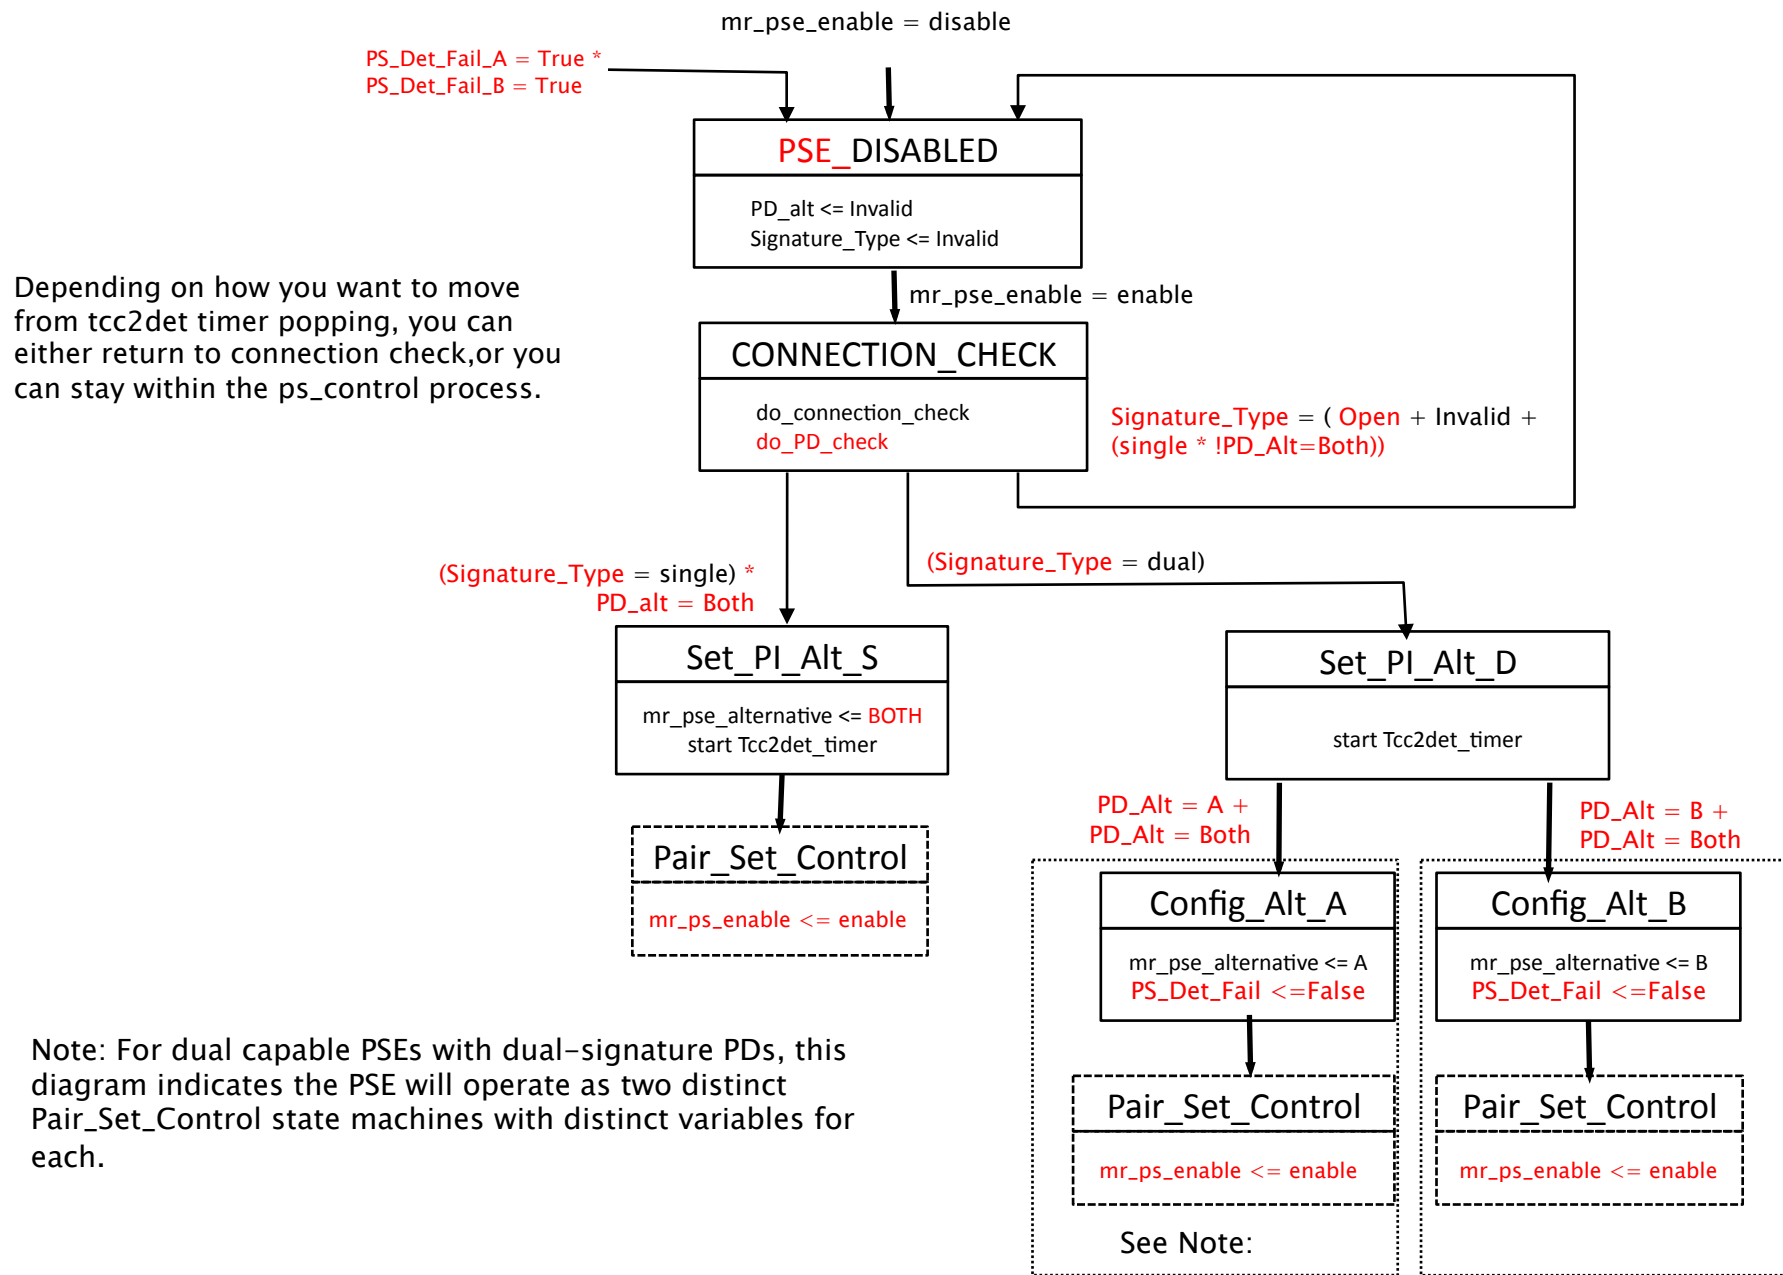 mr_pse_enable = disable
PS_Det_Fail_A = True *
PS_Det_Fail_B = True
PSE_DISABLED
PD_alt <= Invalid
Signature_Type <= Invalid
mr_pse_enable = enable
Depending on how you want to move
from tcc2det timer popping, you can
either return to connection check,or you
can stay within the ps_control process.
CONNECTION_CHECK
do_connection_check
do_PD_check
Signature_Type = ( Open + Invalid +
(single * !PD_Alt=Both))
(Signature_Type = single) *
PD_alt = Both
(Signature_Type = dual)
Set_PI_Alt_S
mr_pse_alternative <= BOTH
start Tcc2det_timer
Set_PI_Alt_D
start Tcc2det_timer
Pair_Set_Control
mr_ps_enable <= enable
PD_Alt = A +
PD_Alt = Both
PD_Alt = B +
PD_Alt = Both
Config_Alt_A
mr_pse_alternative <= A
PS_Det_Fail <=False
Config_Alt_B
mr_pse_alternative <= B
PS_Det_Fail <=False
Note: For dual capable PSEs with dual-signature PDs, this
diagram indicates the PSE will operate as two distinct
Pair_Set_Control state machines with distinct variables for
each.
Pair_Set_Control
mr_ps_enable <= enable
Pair_Set_Control
mr_ps_enable <= enable
See Note: